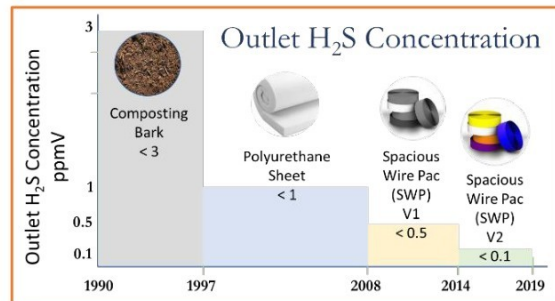 Outlet H₂S Concentration
Outlet H₂S Concentration
ppmV
3
1
0.5
0.1
Composting
Bark
< 3
Polyurethane
Sheet
< 1
Spacious
Wire Pac
(SWP)
V1
< 0.5
Spacious
Wire Pac
(SWP)
V2
< 0.1
1990
1997
2008
2014
2019